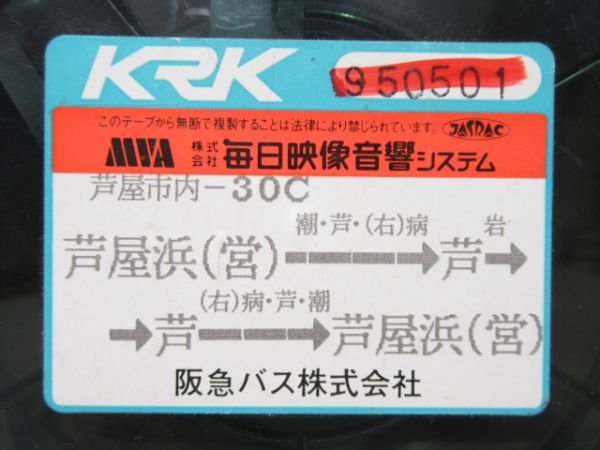 KRK 950501
このテープから無断で複製することは法律により禁じられています。 JASRAC
MVA 株式会社 毎日映像音響システム
芦屋市内-30C
潮・芦・(右)病 岩
芦屋浜(営)→芦→
(右)病・芦・潮
→芦→芦屋浜(営)
阪急バス株式会社